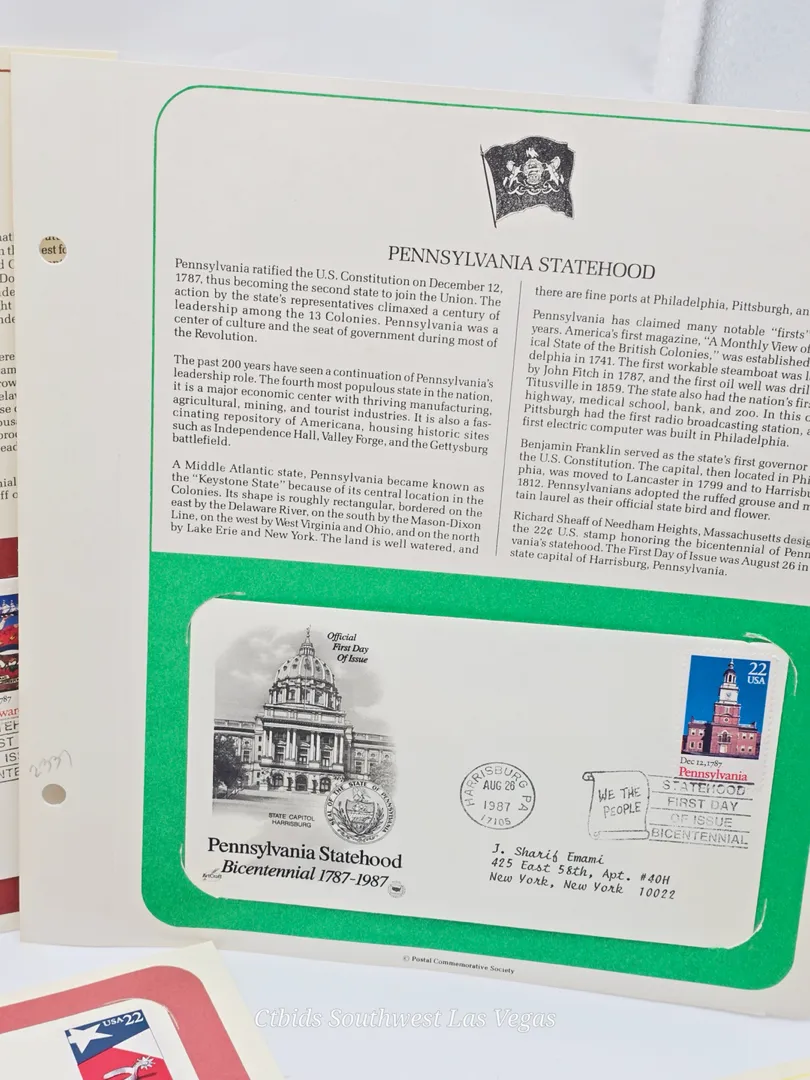 PENNSYLVANIA STATEHOOD
Pennsylvania ratified the U.S. Constitution on December 12,
1787, thus becoming the second state to join the Union. The
action by the state's representatives climaxed a century of
leadership among the 13 Colonies. Pennsylvania was a
center of culture and the seat of government during most of
the Revolution.
The past 200 years have seen a continuation of Pennsylvania's
leadership role. The fourth most populous state in the nation,
it is a major economic center with thriving manufacturing,
agricultural, mining, and tourist industries. It is also a fas-
cinating repository of Americana, housing historic sites
such as Independence Hall, Valley Forge, and the Gettysburg
battlefield.
A Middle Atlantic state, Pennsylvania became known as
the "Keystone State" because of its central location in the
Colonies. Its shape is roughly rectangular, bordered on the
east by the Delaware River, on the south by the Mason-Dixon
Line, on the west by West Virginia and Ohio, and on the north
by Lake Erie and New York. The land is well watered, and
there are fine ports at Philadelphia, Pittsburgh, an
Pennsylvania has claimed many notable "firsts"
years. America's first magazine, "A Monthly View of
ical State of the British Colonies," was established
delphia in 1741. The first workable steamboat was
by John Fitch in 1787, and the first oil well was
Titusville in 1859. The state also had the nation's
highway, medical school, bank, and zoo. In this
Pittsburgh had the first radio broadcasting station,
first electric computer was built in Philadelphia.
Benjamin Franklin served as the state's first governor
the U.S. Constitution. The capital, then located in
phia, was moved to Lancaster in 1799 and to
1812. Pennsylvanians adopted the ruffed grouse and
tain laurel as their official state bird and flower.
Richard Sheaff of Needham Heights, Massachusetts
the 22¢ U.S. stamp honoring the bicentennial of
vania's statehood. The First Day of Issue was August 26 in
state capital of Harrisburg, Pennsylvania.
Official
First Day
Of Issue
STATE CAPITOL
HARRISBURG
SEAL OF THE STATE OF PENNSYLVANIA
Pennsylvania Statehood
Bicentennial 1787-1987
ArtCraft
22
USA
Dec 12, 1787
Pennsylvania
HARRISBURG PA
AUG 26
1987
17105
WE THE
PEOPLE
STATEHOOD
FIRST DAY
OF ISSUE
BICENTENNIAL
J. Sharif Emami
425 East 58th, Apt. #40H
New York, New York 10022
© Postal Commemorative Society
2337
est fo
USA 22
Ctbids Southwest Las Vegas